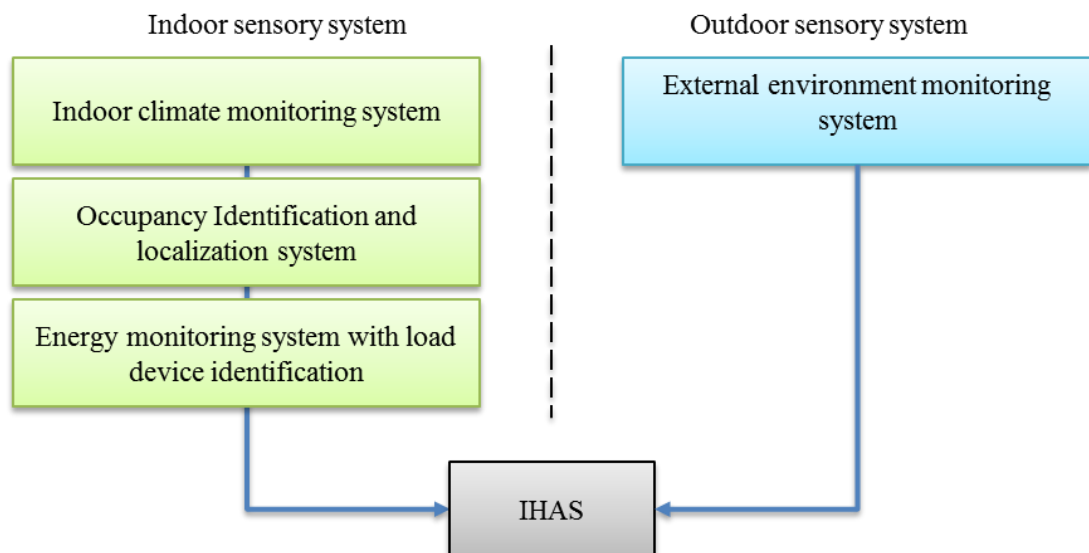 Indoor sensory system
Outdoor sensory system
Indoor climate monitoring system
External environment monitoring
system
Occupancy Identification and
localization system
Energy monitoring system with load
device identification
IHAS